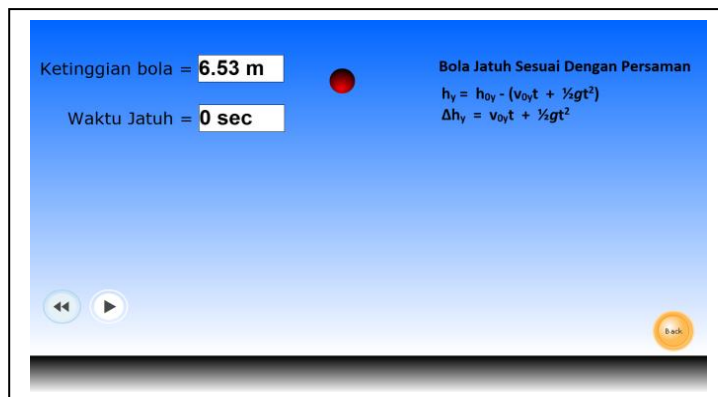 Ketinggian bola = 6.53 m
Waktu Jatuh = 0 sec
Bola Jatuh Sesuai Dengan Persaman
hᵧ = h₀ᵧ - (v₀ᵧt + ½gt²)
Δhᵧ = v₀ᵧt + ½gt²
Back